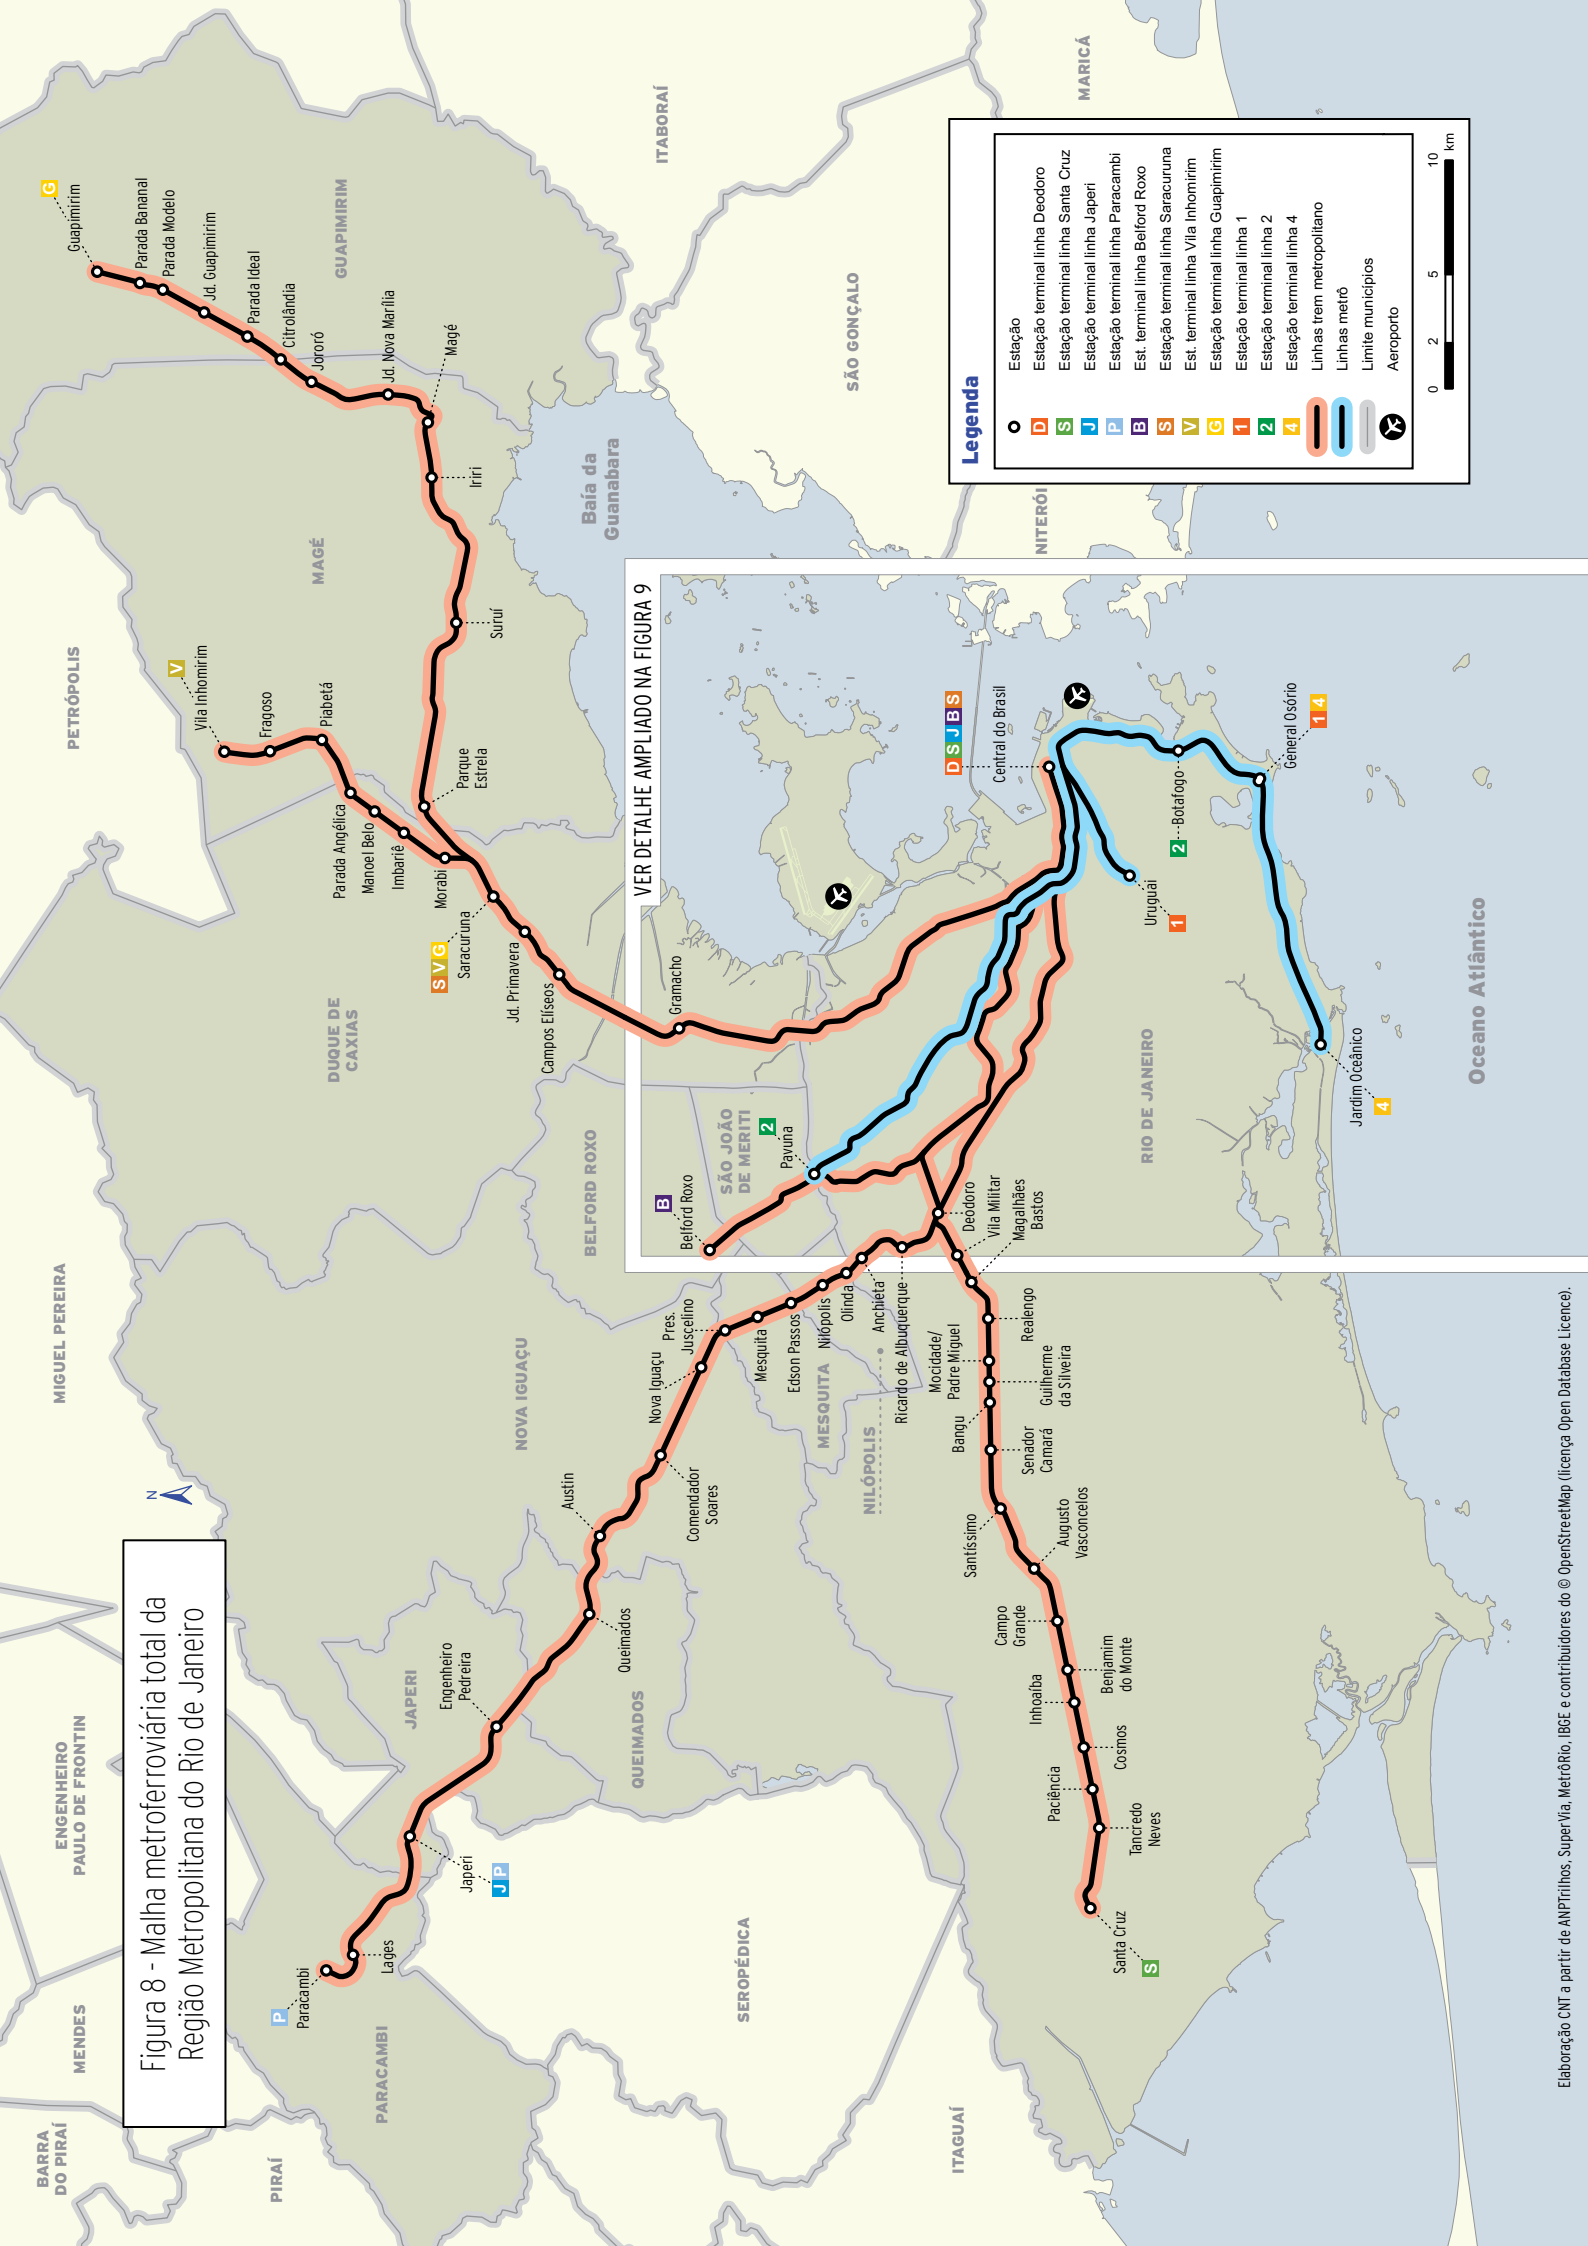 Figura 8 - Malha metroferroviária total da
Região Metropolitana do Rio de Janeiro
N
BARRA
DO PIRAÍ
MENDES
ENGENHEIRO
PAULO DE FRONTIN
MIGUEL PEREIRA
PETRÓPOLIS
PIRAÍ
PARACAMBI
JAPERI
NOVA IGUAÇU
DUQUE DE
CAXIAS
MAGÉ
GUAPIMIRIM
BELFORD ROXO
QUEIMADOS
SEROPÉDICA
ITAGUAÍ
MESQUITA
NILÓPOLIS
SÃO JOÃO
DE MERITI
RIO DE JANEIRO
Baía da
Guanabara
ITABORAÍ
SÃO GONÇALO
NITERÓI
MARICÁ
Oceano Atlântico
P
Paracambi
Lages
Japeri
J P
Engenheiro
Pedreira
Queimados
Austin
Comendador
Soares
Nova Iguaçu
Pres.
Juscelino
Mesquita
Edson Passos
Nilópolis
Olinda
Anchieta
Ricardo de Albuquerque
Deodoro
Vila Militar
Magalhães
Bastos
Realengo
Mocidade/
Padre Miguel
Guilherme
da Silveira
Bangu
Senador
Camará
Santíssimo
Augusto
Vasconcelos
Campo
Grande
Benjamim
do Monte
Inhoaíba
Cosmos
Paciência
Tancredo
Neves
Santa Cruz
S
B
Belford Roxo
2
Pavuna
VER DETALHE AMPLIADO NA FIGURA 9
Gramacho
Campos Elíseos
Jd. Primavera
S V G
Saracuruna
Morabi
Imbariê
Manoel Belo
Parada Angélica
Piabetá
Fragoso
Vila Inhomirim
V
Parque
Estrela
Suruí
Iriri
Magé
Jd. Nova Marília
Jororó
Citrolândia
Parada Ideal
Jd. Guapimirim
Parada Modelo
Parada Bananal
Guapimirim
G
D S J B S
Central do Brasil
Uruguai
1
2
Botafogo
General Osório
1 4
Jardim Oceânico
4
Legenda
Estação
D Estação terminal linha Deodoro
S Estação terminal linha Santa Cruz
J Estação terminal linha Japeri
P Estação terminal linha Paracambi
B Est. terminal linha Belford Roxo
S Estação terminal linha Saracuruna
V Est. terminal linha Vila Inhomirim
G Estação terminal linha Guapimirim
1 Estação terminal linha 1
2 Estação terminal linha 2
4 Estação terminal linha 4
Linhas trem metropolitano
Linhas metrô
Limite municípios
Aeroporto
0 2 5 10
km
Elaboração CNT a partir de ANPTrilhos, SuperVia, MetrôRio, IBGE e contribuidores do © OpenStreetMap (licença Open Database Licence).